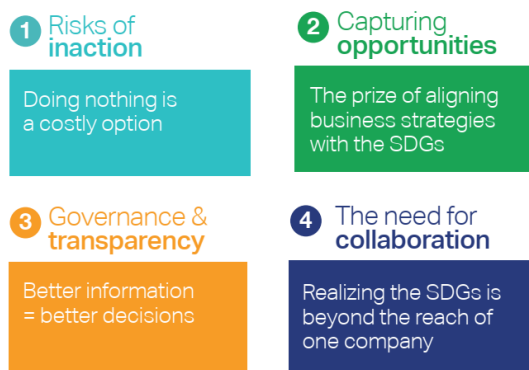 1 Risks of
inaction
Doing nothing is
a costly option
2 Capturing
opportunities
The prize of aligning
business strategies
with the SDGs
3 Governance &
transparency
Better information
= better decisions
4 The need for
collaboration
Realizing the SDGs is
beyond the reach of
one company